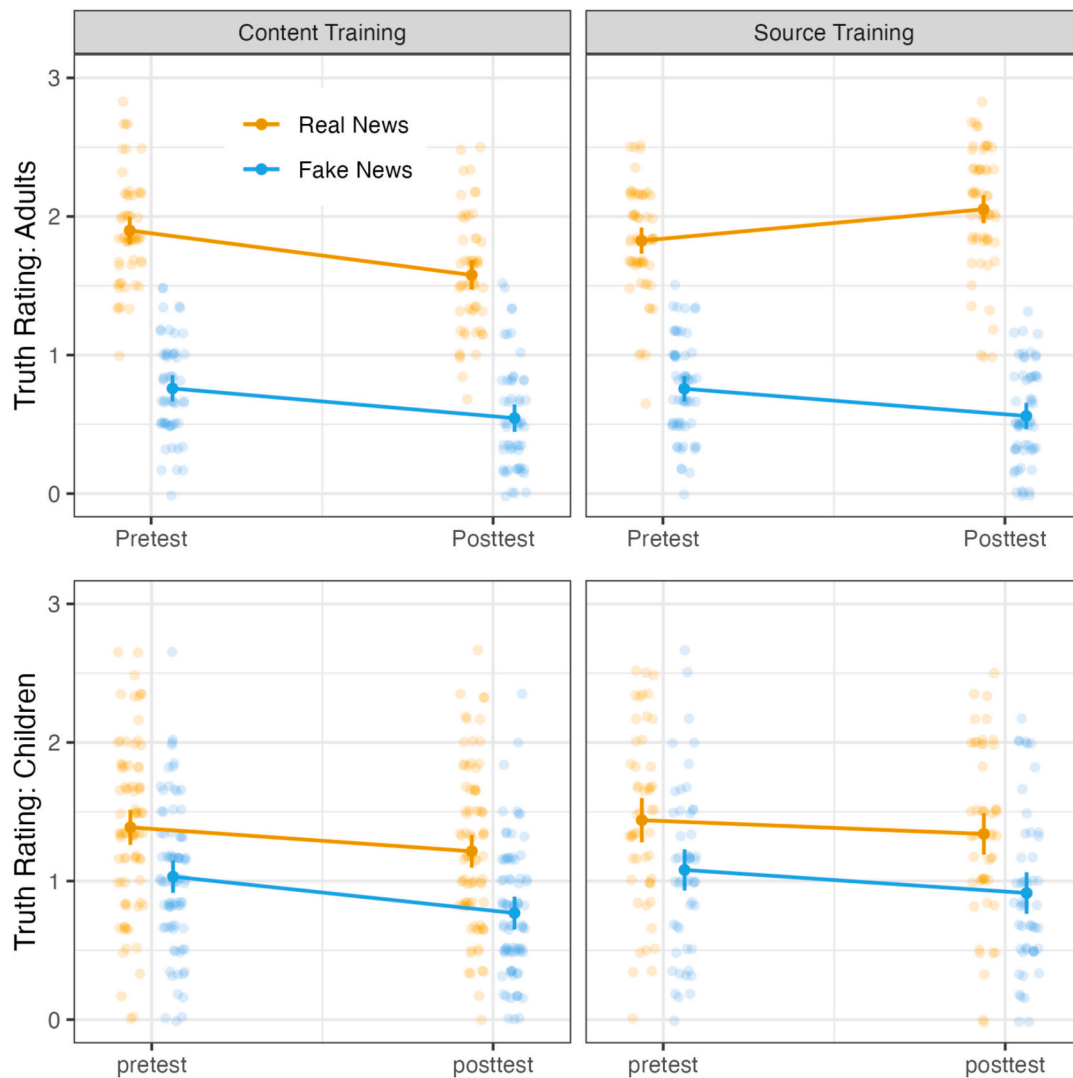 Content Training
Source Training
Truth Rating: Adults
3
2
1
0
Real News
Fake News
Pretest
Posttest
Pretest
Posttest
Truth Rating: Children
3
2
1
0
pretest
posttest
pretest
posttest